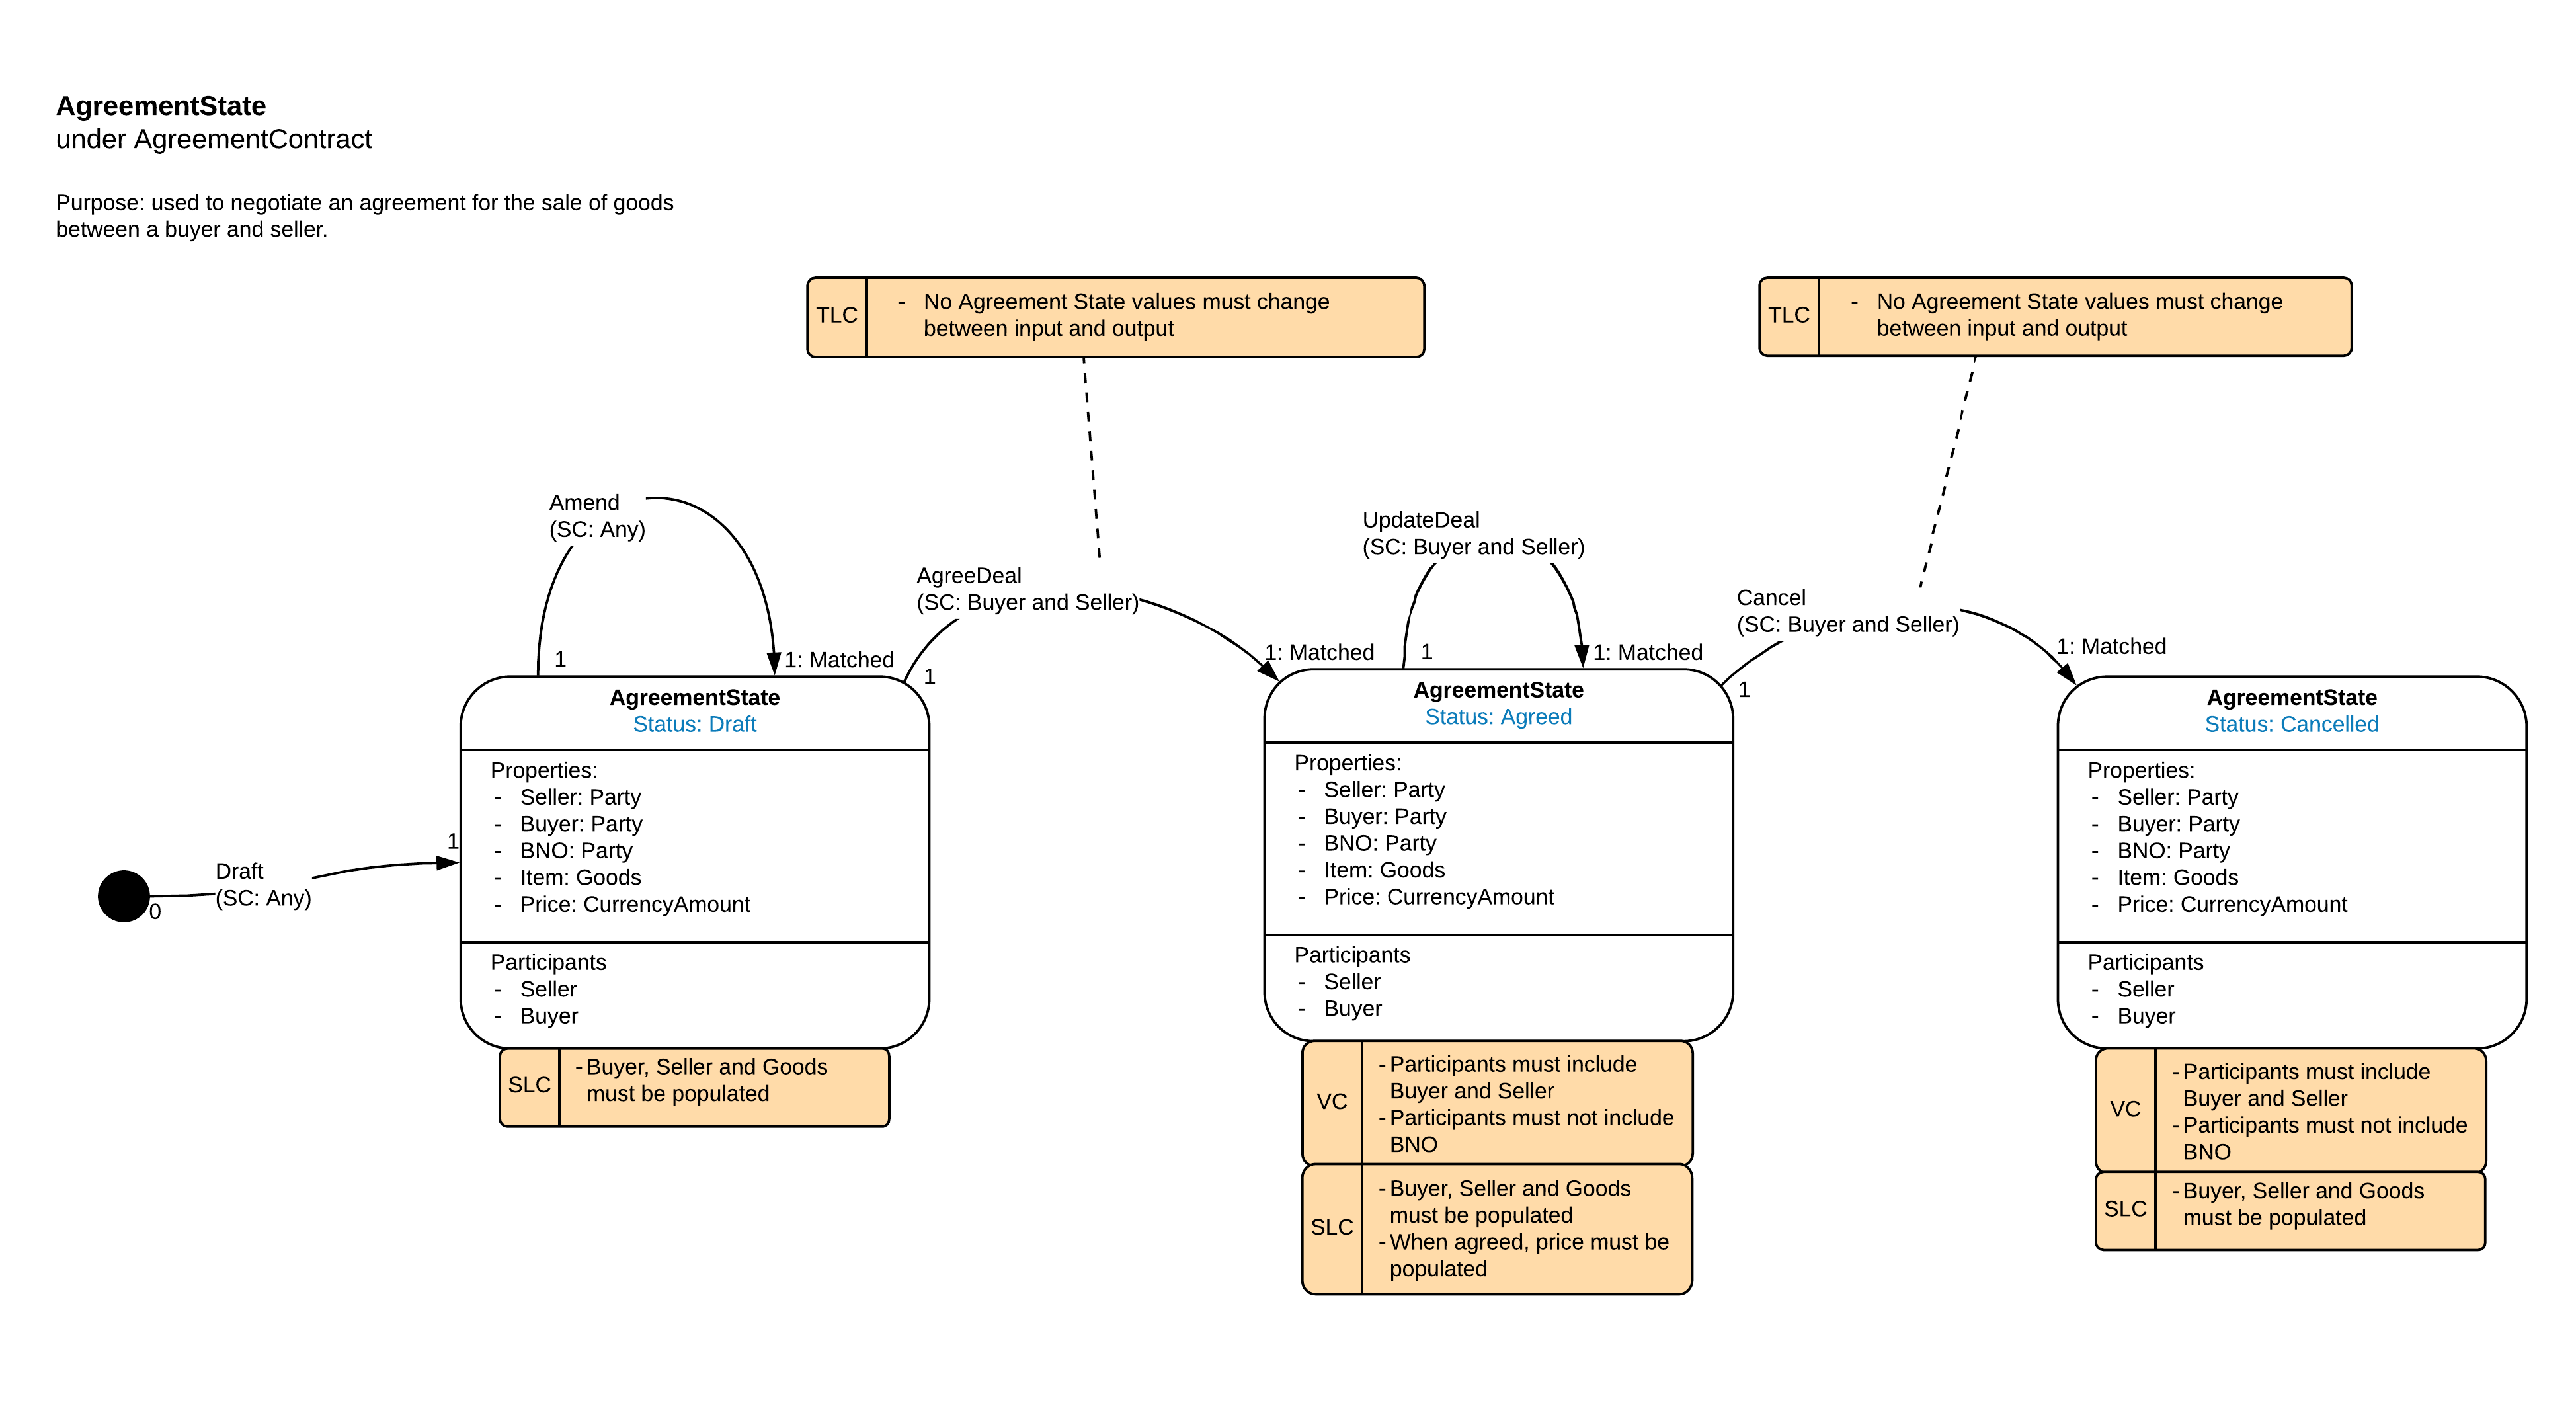 AgreementState
under AgreementContract
Purpose: used to negotiate an agreement for the sale of goods
between a buyer and seller.
TLC
- No Agreement State values must change
between input and output
TLC
- No Agreement State values must change
between input and output
Amend
(SC: Any)
1
1: Matched
AgreeDeal
(SC: Buyer and Seller)
1
1: Matched
UpdateDeal
(SC: Buyer and Seller)
1
1: Matched
Cancel
(SC: Buyer and Seller)
1
1: Matched
0
Draft
(SC: Any)
1
AgreementState
Status: Draft
Properties:
- Seller: Party
- Buyer: Party
- BNO: Party
- Item: Goods
- Price: CurrencyAmount
Participants
- Seller
- Buyer
SLC
- Buyer, Seller and Goods
must be populated
AgreementState
Status: Agreed
Properties:
- Seller: Party
- Buyer: Party
- BNO: Party
- Item: Goods
- Price: CurrencyAmount
Participants
- Seller
- Buyer
VC
- Participants must include
Buyer and Seller
- Participants must not include
BNO
SLC
- Buyer, Seller and Goods
must be populated
- When agreed, price must be
populated
AgreementState
Status: Cancelled
Properties:
- Seller: Party
- Buyer: Party
- BNO: Party
- Item: Goods
- Price: CurrencyAmount
Participants
- Seller
- Buyer
VC
- Participants must include
Buyer and Seller
- Participants must not include
BNO
SLC
- Buyer, Seller and Goods
must be populated